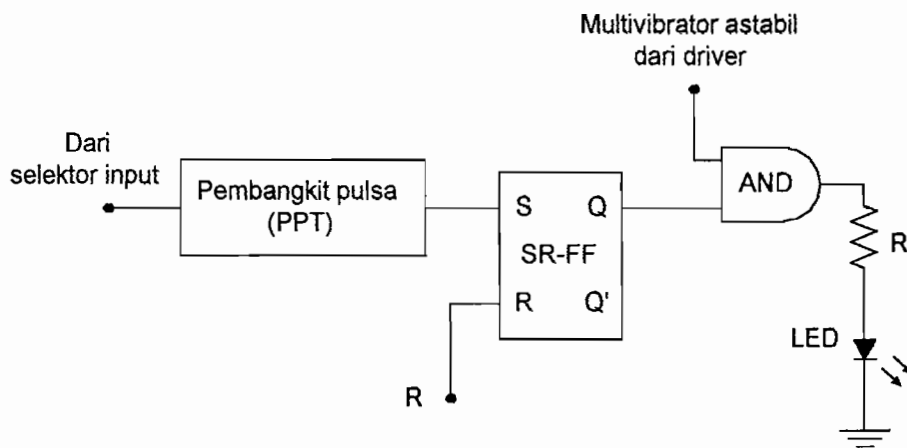 Multivibrator astabil
dari driver
Dari
selektor input
Pembangkit pulsa
(PPT)
AND
S Q
SR-FF
R Q'
R
LED
R